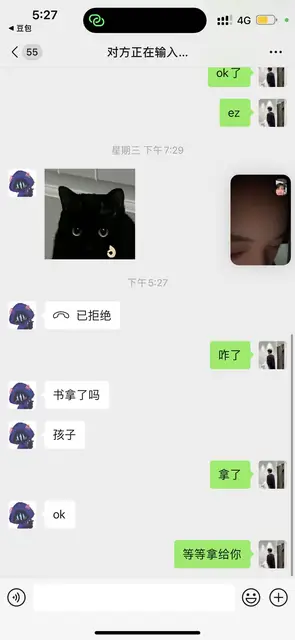 5:27
4G
豆包
55
对方正在输入...
ok了
ez
星期三 下午7:29
下午5:27
已拒绝
咋了
书拿了吗
孩子
拿了
ok
等等拿给你